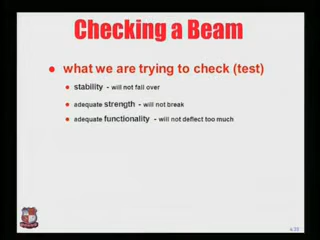 Checking a Beam
what we are trying to check (test)
stability - will not fall over
adequate strength - will not break
adequate functionality - will not deflect too much